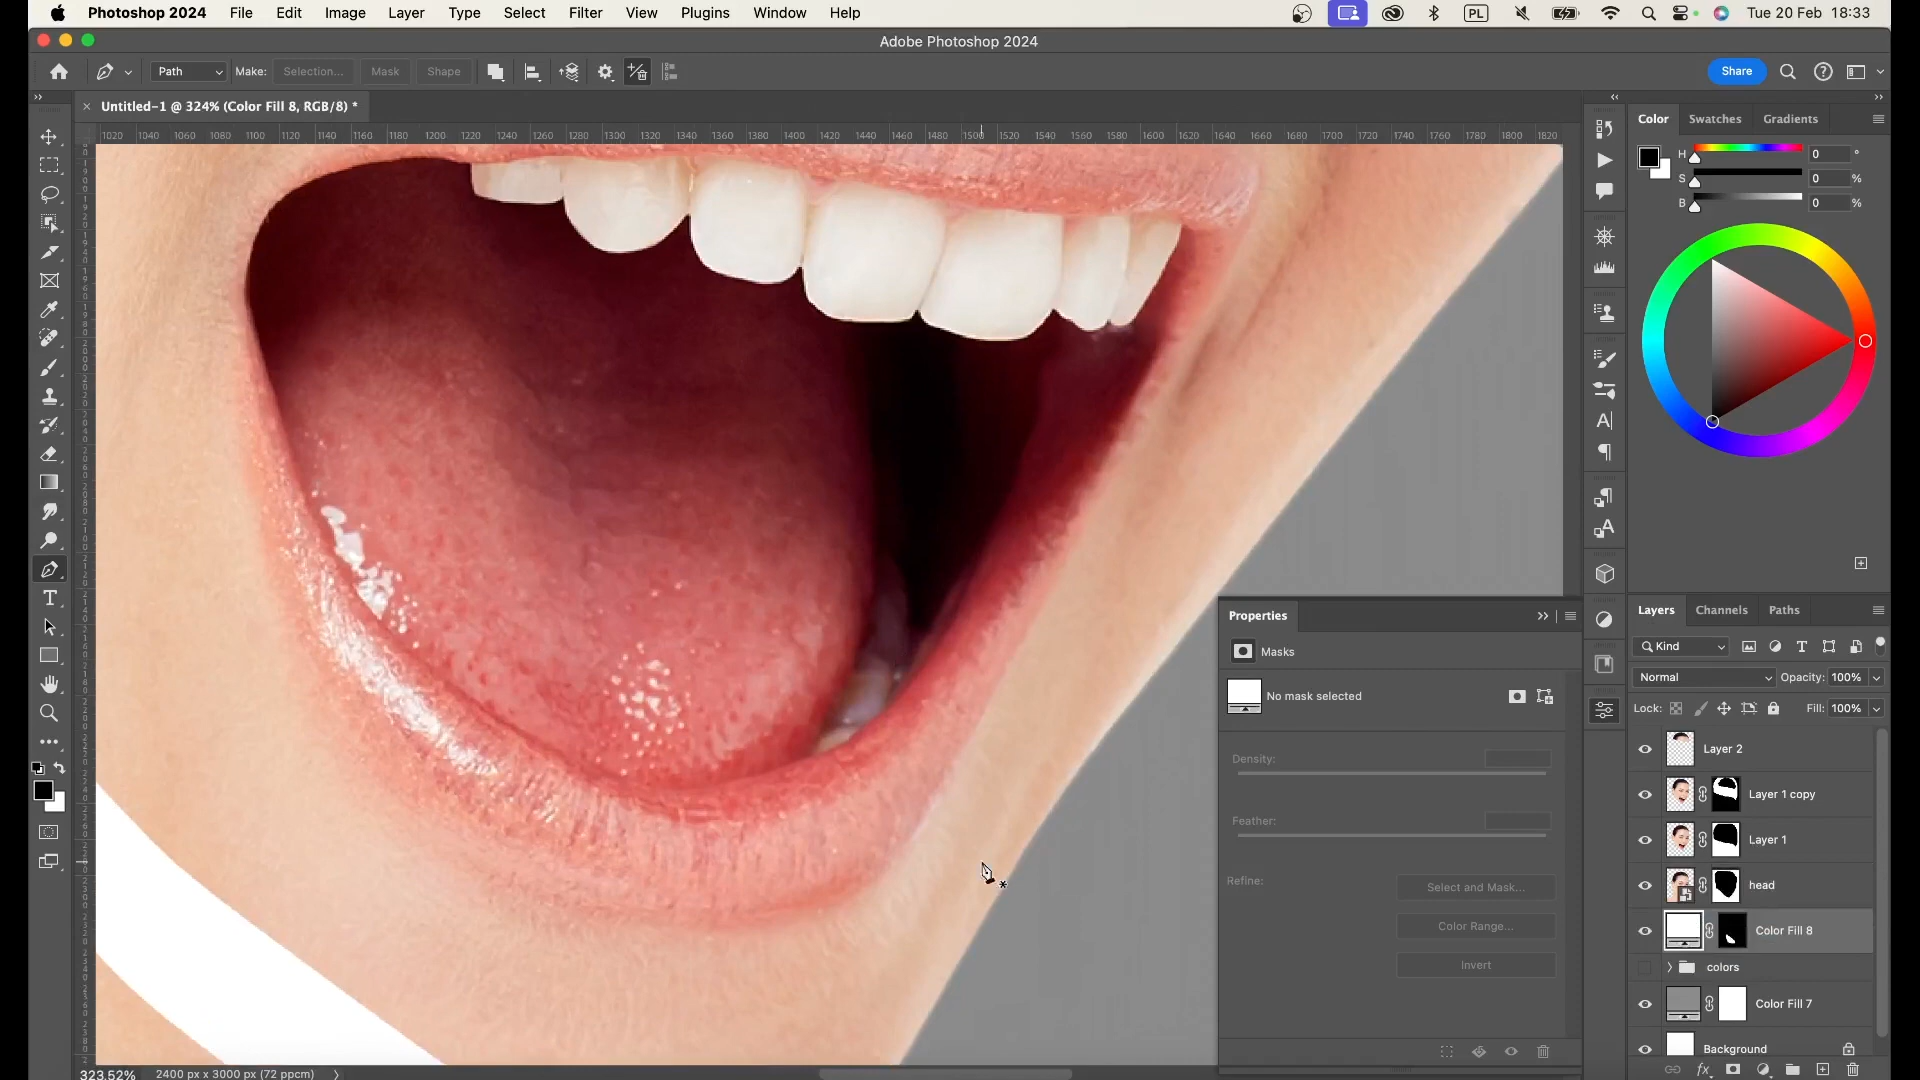 Photoshop 2024 File Edit Image Layer Type Select Filter View Plugins Window Help PL Tue 20 Feb 18:33
Adobe Photoshop 2024
Path Make: Selection... Mask Shape Share
× Untitled-1 @ 324% (Color Fill 8, RGB/8) *
1020 1040 1060 1080 1100 1120 1140 1160 1180 1200 1220 1240 1260 1280 1300 1320 1340 1360 1380 1400 1420 1440 1460 1480 1500 1520 1540 1560 1580 1600 1620 1640 1660 1680 1700 1720 1740 1760 1780 1800 1820
Color Swatches Gradients
H 0 °
S 0 %
B 0 %
Properties
Masks
No mask selected
Density:
Feather:
Refine: Select and Mask...
Color Range...
Invert
Layers Channels Paths
Kind
Normal Opacity: 100%
Lock: Fill: 100%
Layer 2
Layer 1 copy
Layer 1
head
Color Fill 8
colors
Color Fill 7
Background
323.52% 2400 px x 3000 px (72 ppcm)